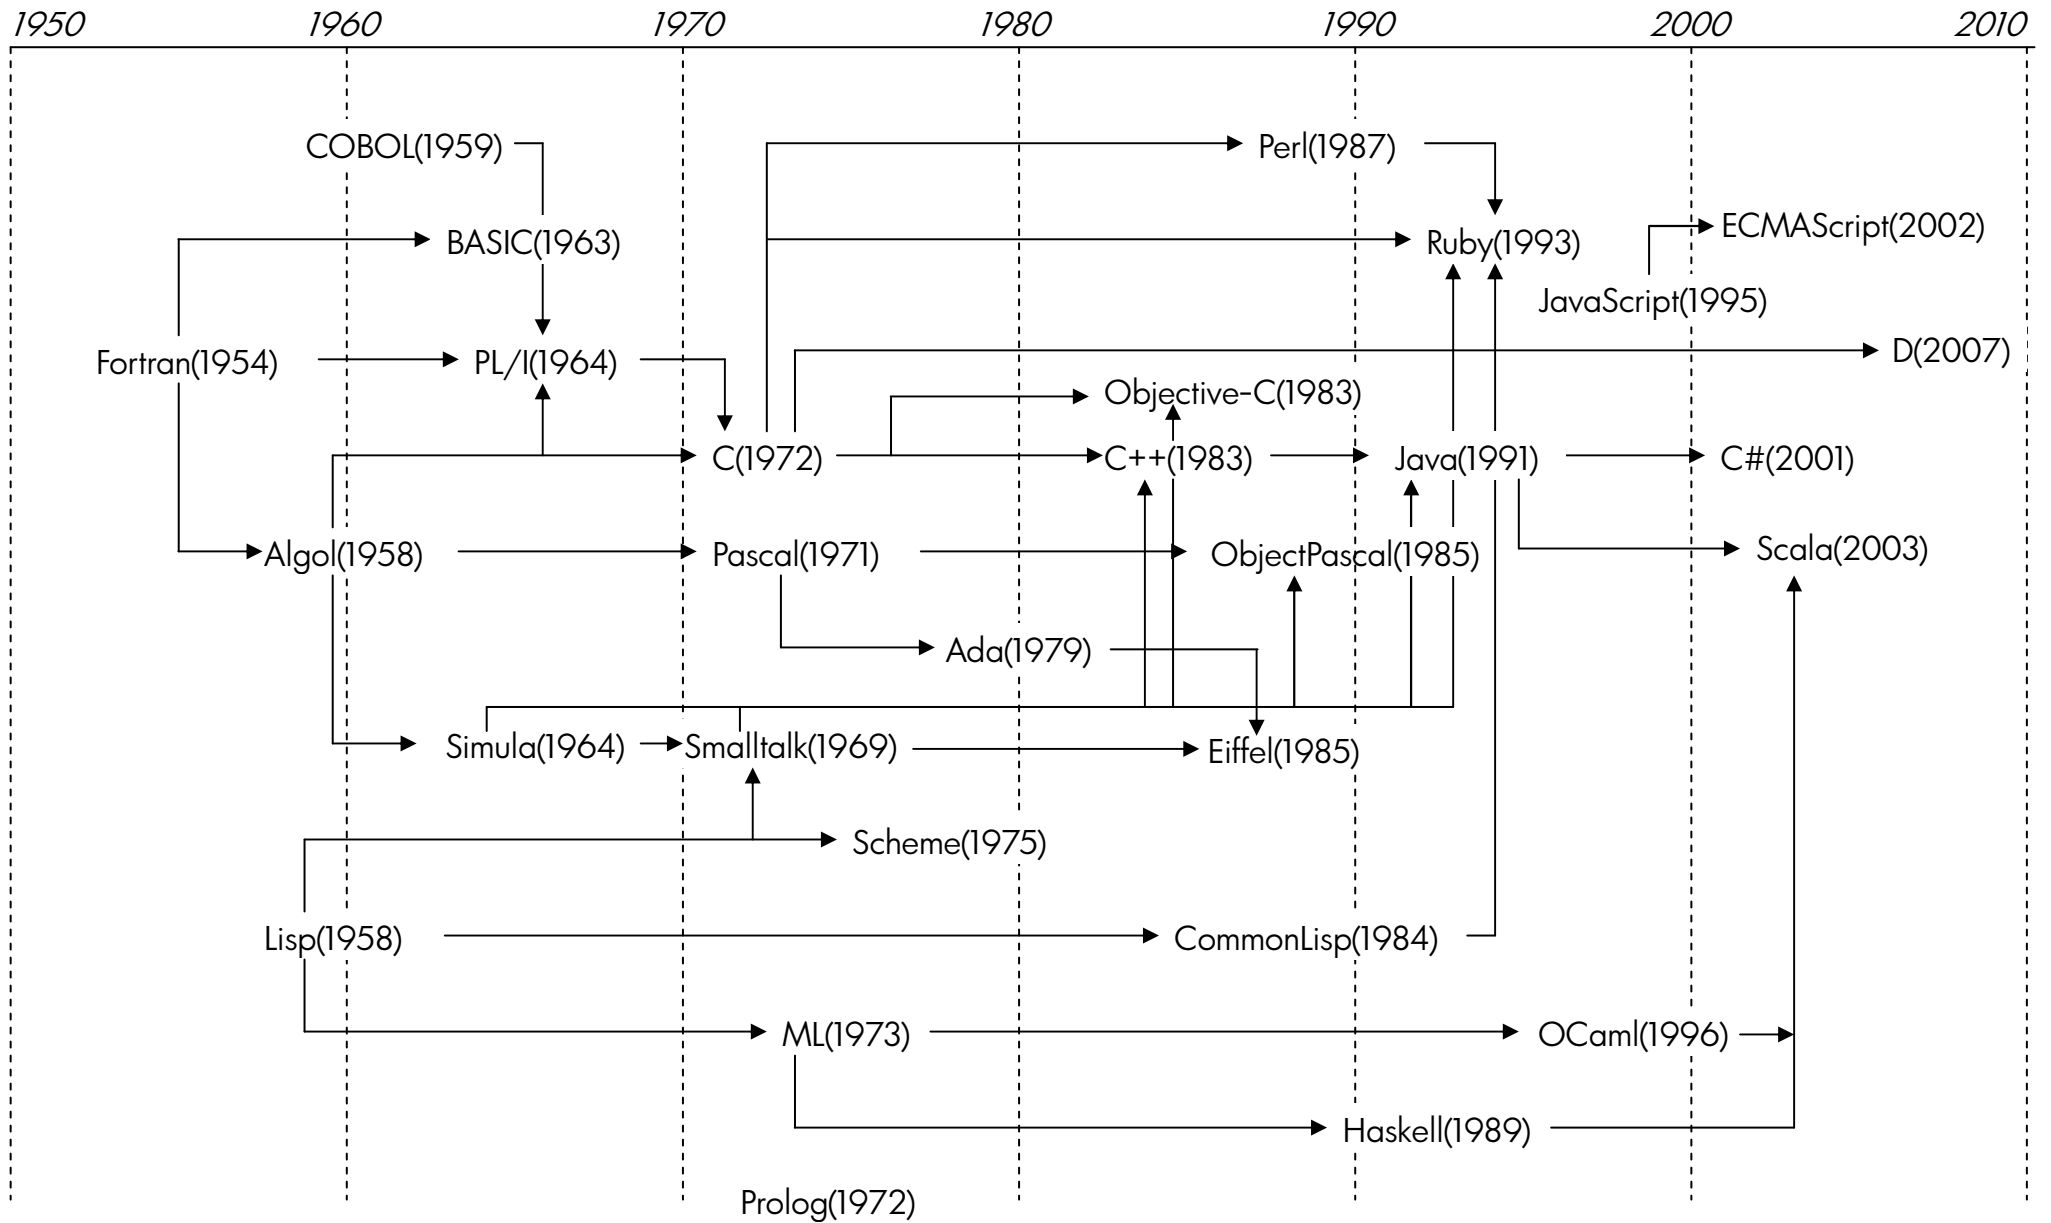 1950 1960 1970 1980 1990 2000 2010
COBOL(1959) Perl(1987)
ECMAScript(2002)
BASIC(1963) Ruby(1993)
JavaScript(1995)
D(2007)
Fortran(1954) PL/I(1964)
Objective-C(1983)
C(1972) C++(1983) Java(1991) C#(2001)
Algol(1958) Pascal(1971) ObjectPascal(1985) Scala(2003)
Ada(1979)
Simula(1964) Smalltalk(1969) Eiffel(1985)
Scheme(1975)
Lisp(1958) CommonLisp(1984)
ML(1973) OCaml(1996)
Haskell(1989)
Prolog(1972)